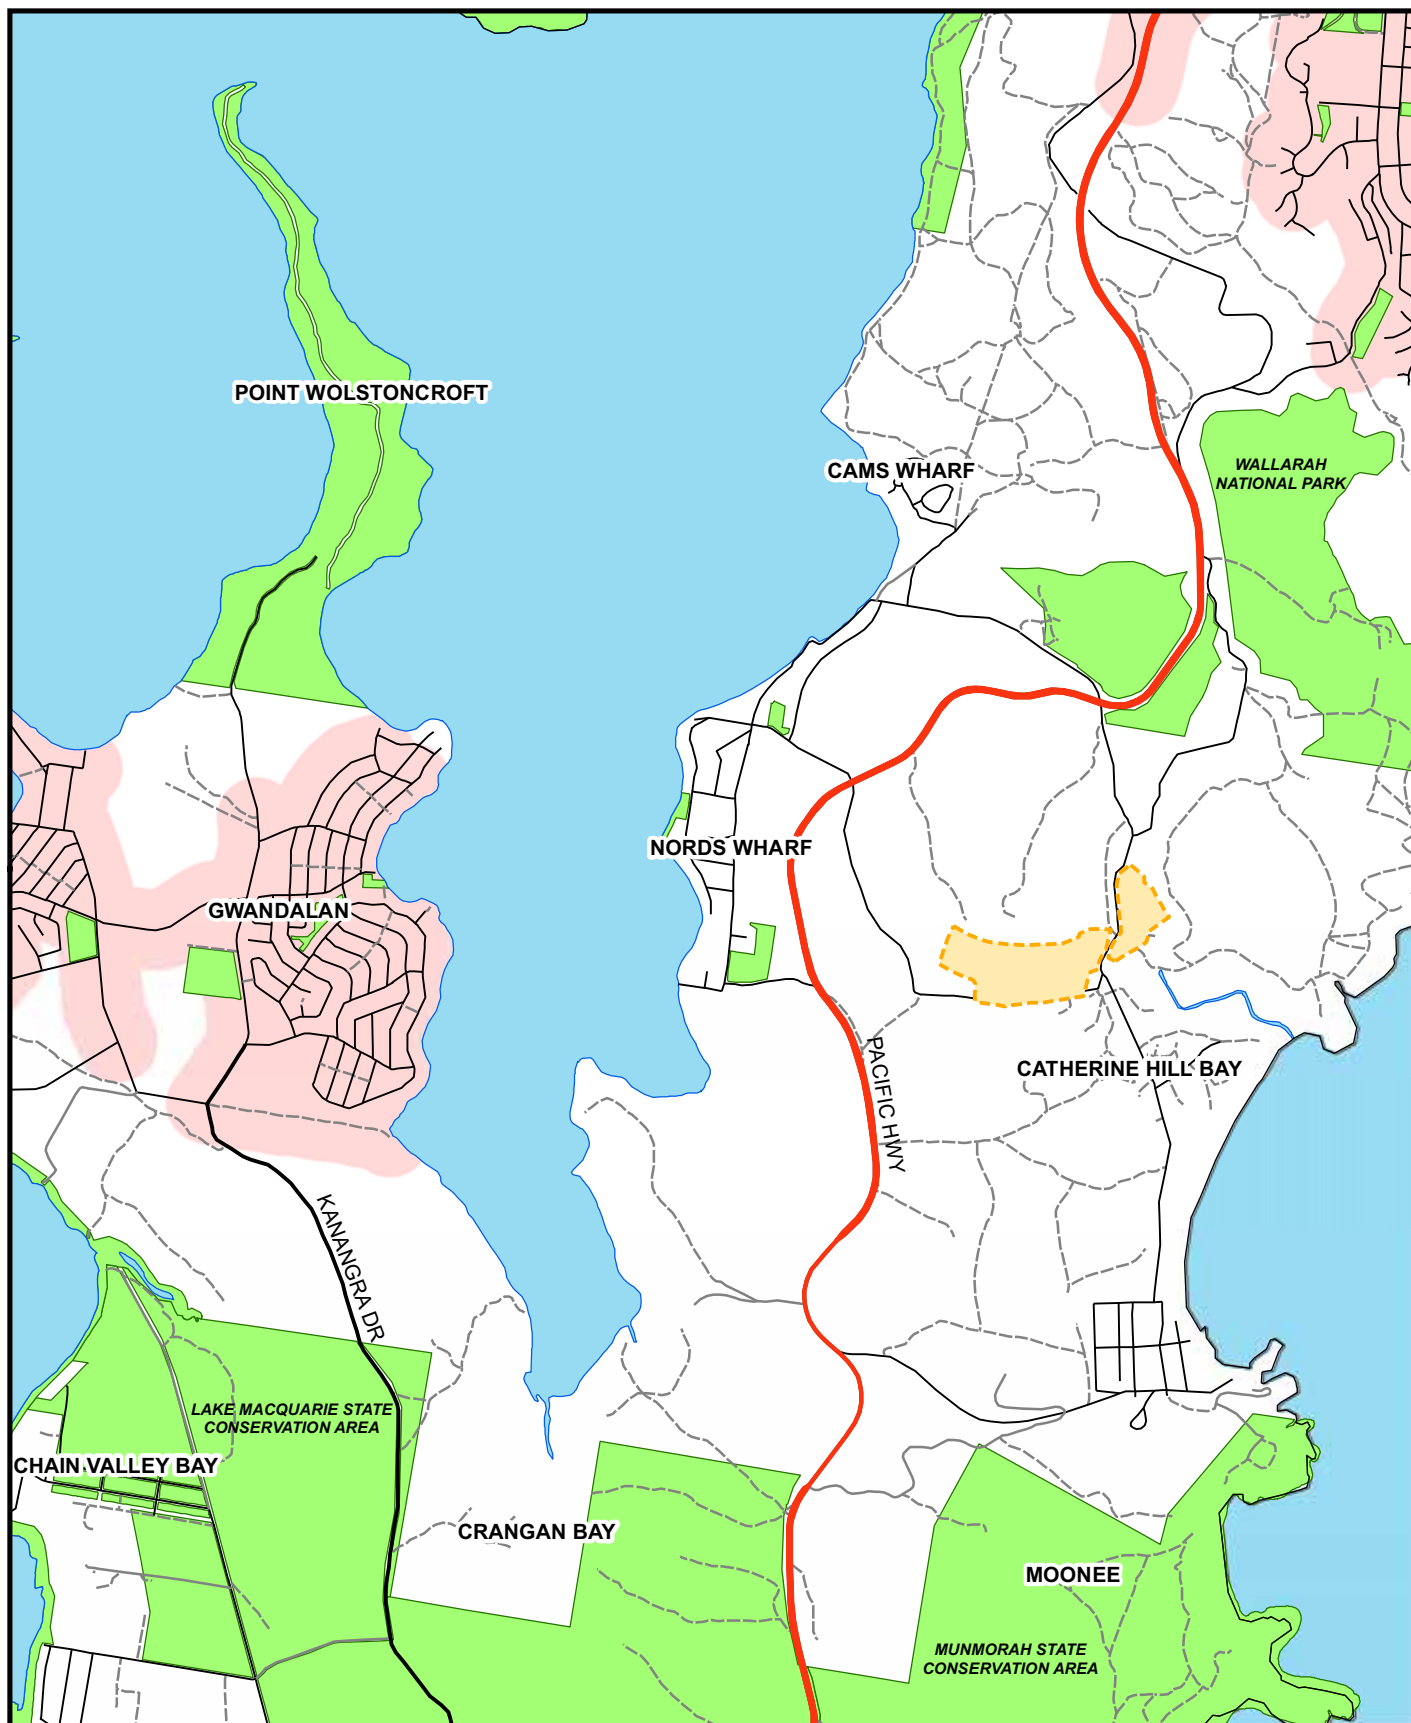 POINT WOLSTONCROFT
CAMS WHARF
WALLARAH
NATIONAL PARK
NORDS WHARF
GWANDALAN
PACIFIC HWY
CATHERINE HILL BAY
KANANGRA DR
LAKE MACQUARIE STATE
CONSERVATION AREA
CHAIN VALLEY BAY
CRANGAN BAY
MOONEE
MUNMORAH STATE
CONSERVATION AREA